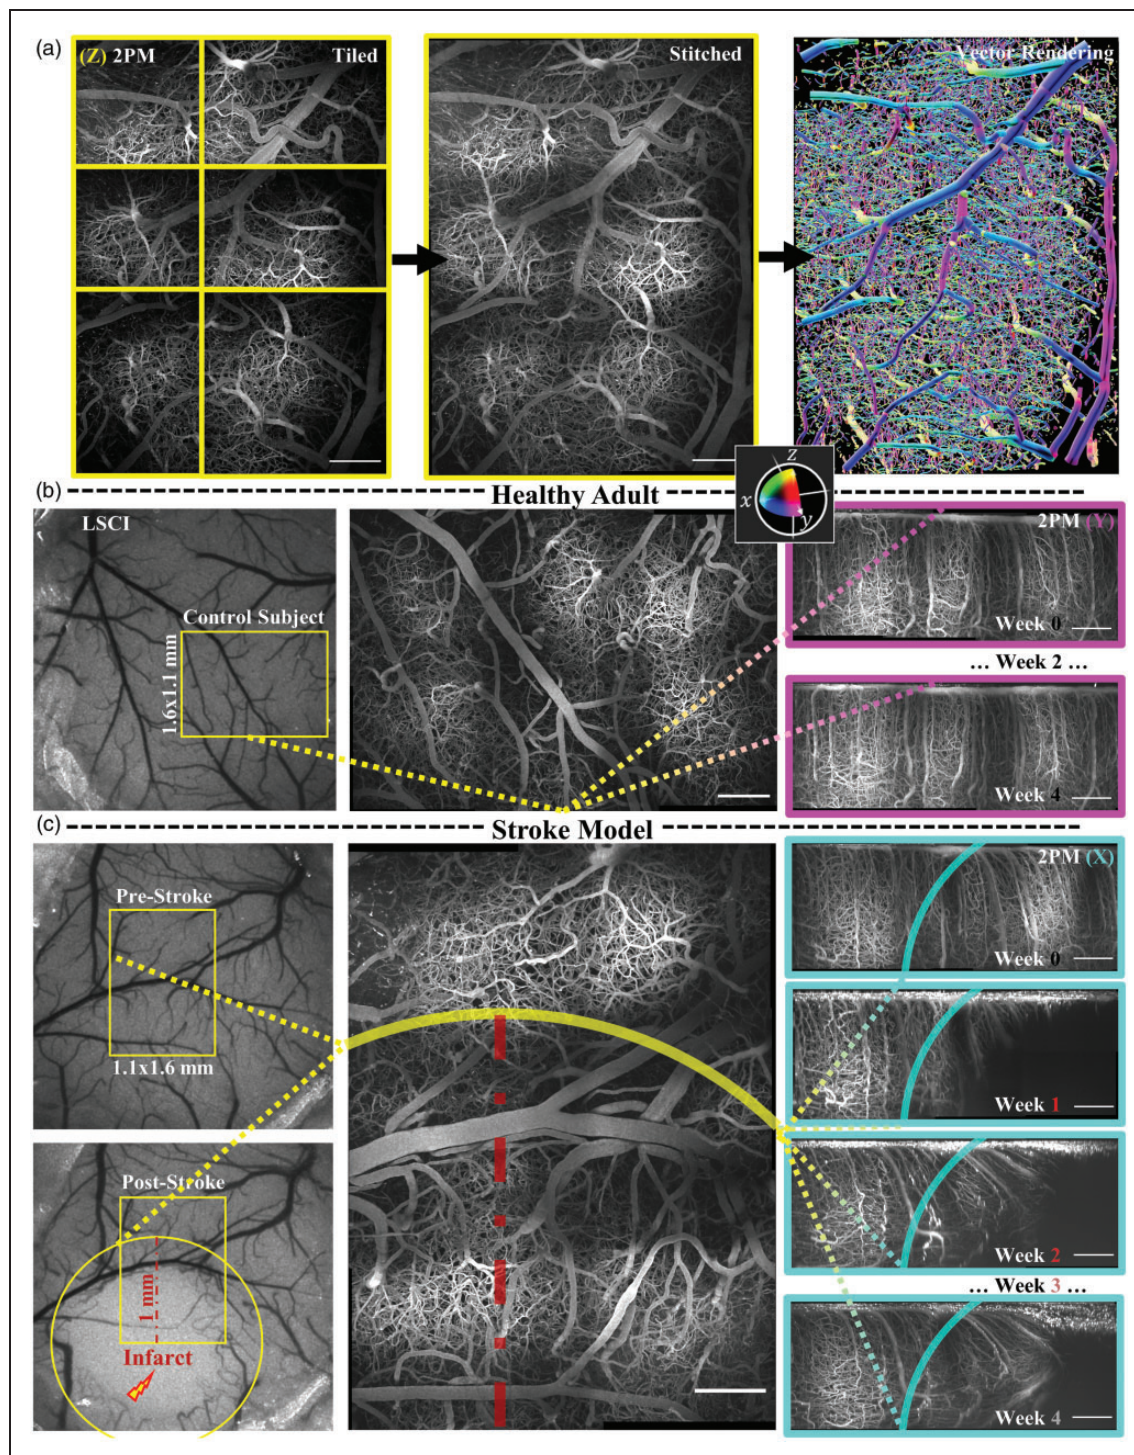 (a)
(Z) 2PM
Tiled
Stitched
Vector-Rendering
z
x
y
(b)
Healthy Adult
LSCI
Control Subject
1.6x1.1 mm
2PM (Y)
Week 0
... Week 2 ...
Week 4
(c)
Stroke Model
Pre-Stroke
1.1x1.6 mm
Post-Stroke
1 mm
Infarct
2PM (X)
Week 0
Week 1
Week 2
... Week 3 ...
Week 4